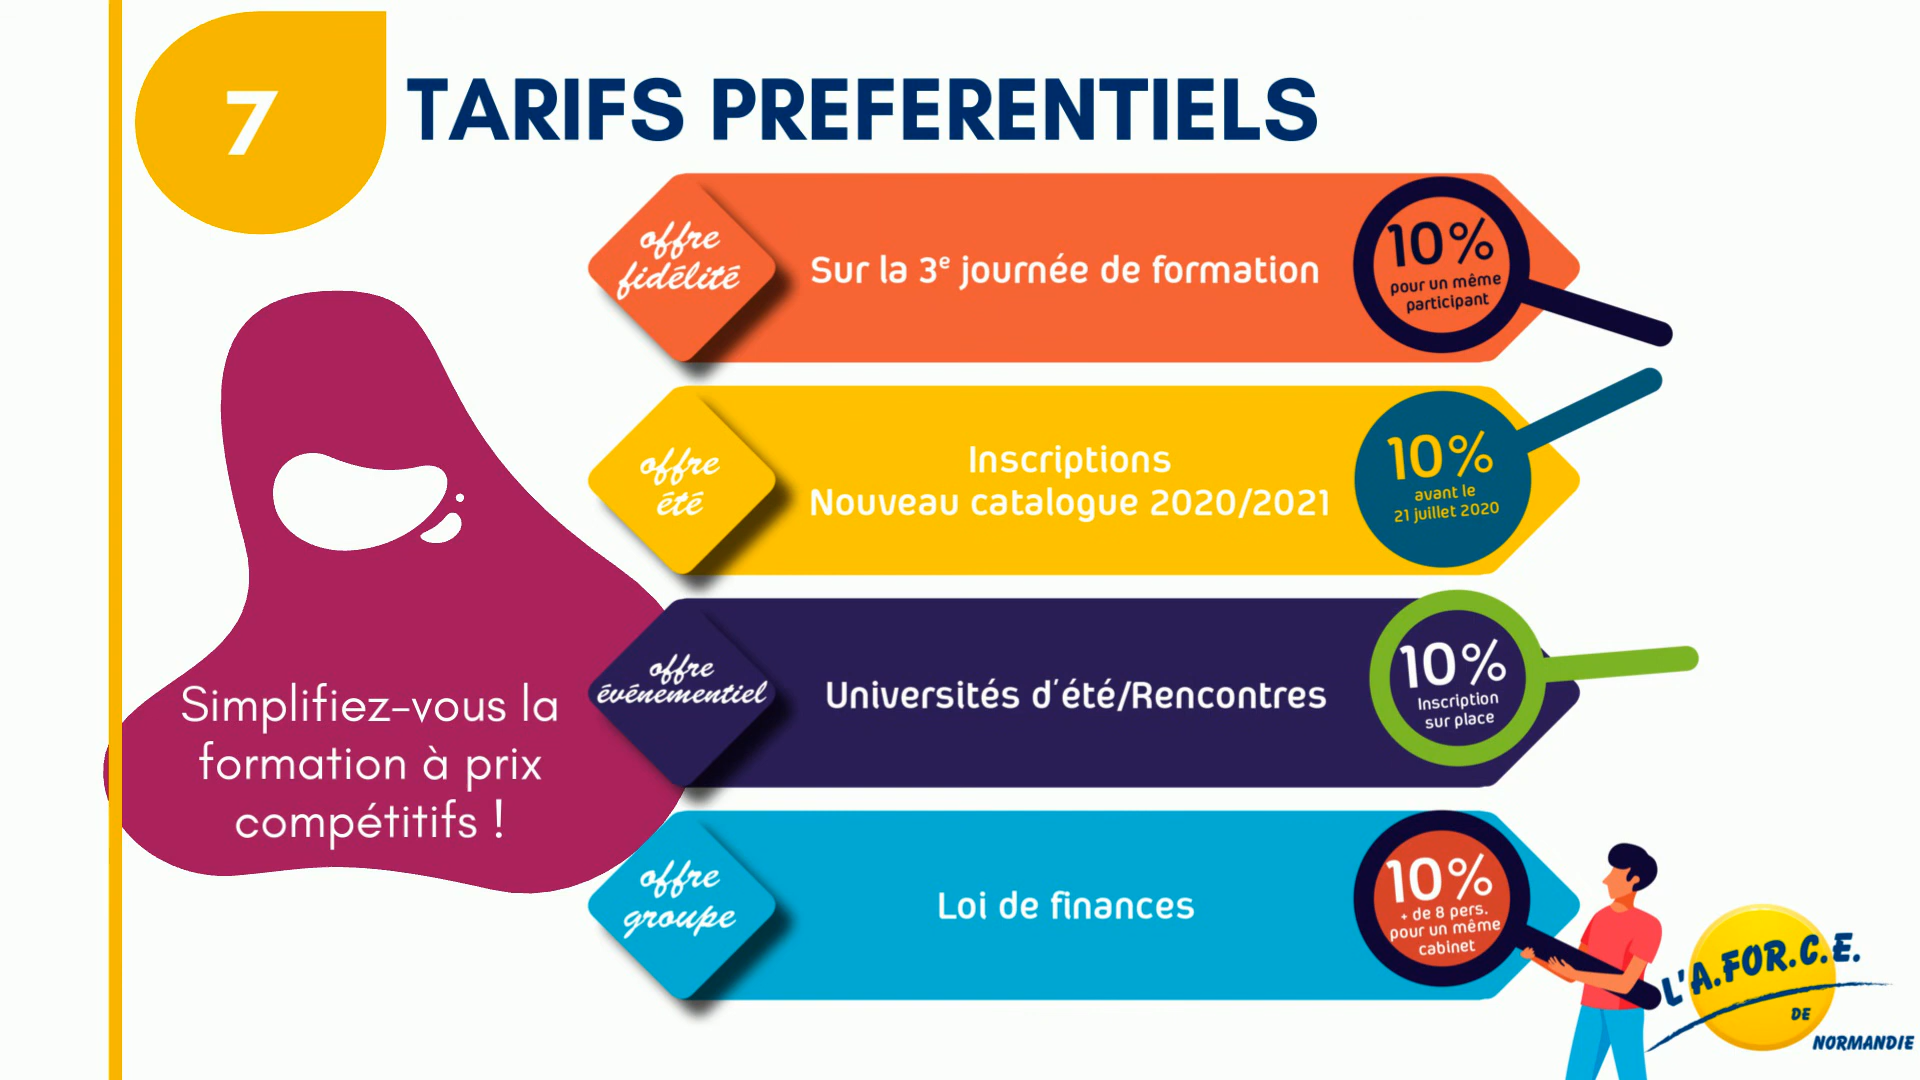 7
TARIFS PREFERENTIELS
offre
fidélité
Sur la 3e journée de formation
10%
pour un même
participant
offre
été
Inscriptions
Nouveau catalogue 2020/2021
10%
avant le
21 juillet 2020
offre
événementiel
Universités d'été/Rencontres
10%
Inscription
sur place
offre
groupe
Loi de finances
10%
+ de 8 pers.
pour un même
cabinet
Simplifiez-vous la
formation à prix
compétitifs !
L'A.FOR.C.E.
DE
NORMANDIE